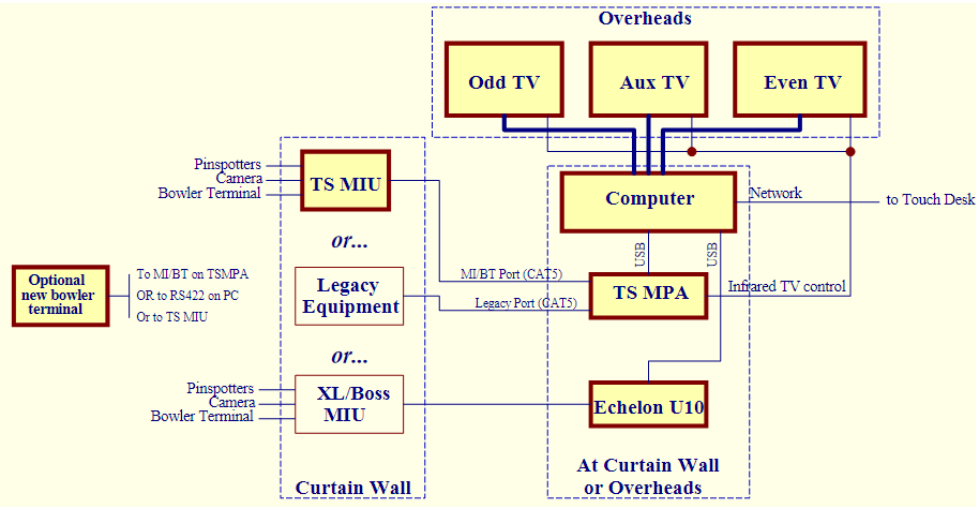 Overheads
Odd TV
Aux TV
Even TV
Pinspotters
Camera
Bowler Terminal
TS MIU
Computer
Network
to Touch Desk
or...
USB
USB
Optional
new bowler
terminal
To MI/BT on TSMPA
OR to RS422 on PC
Or to TS MIU
Legacy
Equipment
MI/BT Port (CAT5)
Legacy Port (CAT5)
TS MPA
Infrared TV control
or...
Pinspotters
Camera
Bowler Terminal
XL/Boss
MIU
Echelon U10
Curtain Wall
At Curtain Wall
or Overheads